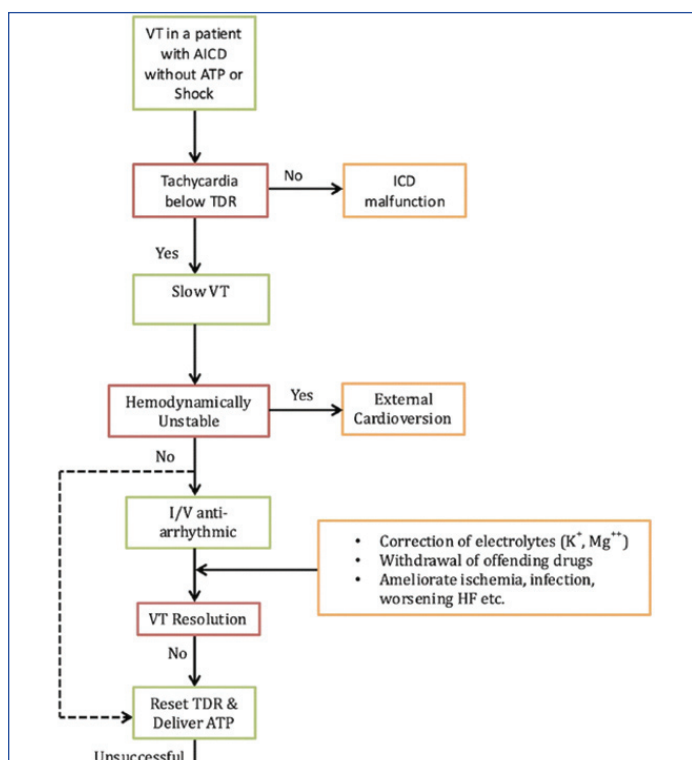 VT in a patient
with AICD
without ATP or
Shock
Tachycardia
below TDR
No
ICD
malfunction
Yes
Slow VT
Hemodynamically
Unstable
Yes
External
Cardioversion
No
I/V anti-
arrhythmic
• Correction of electrolytes (K⁺, Mg⁺⁺)
• Withdrawal of offending drugs
• Ameliorate ischemia, infection,
worsening HF etc.
VT Resolution
No
Reset TDR &
Deliver ATP
Unsuccessful